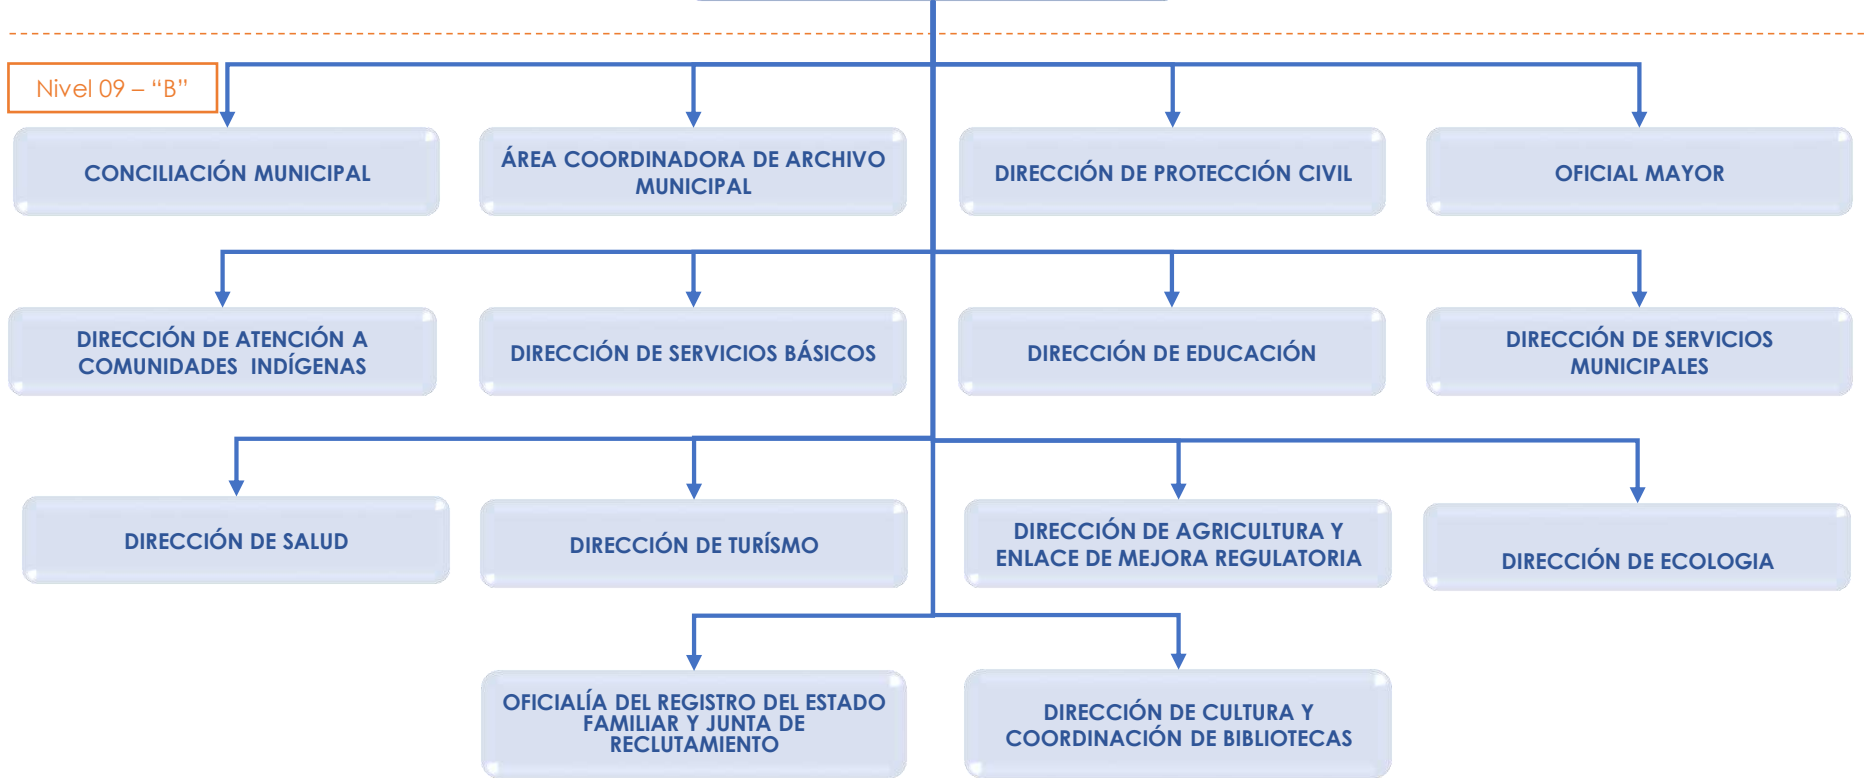 Nivel 09 – “B”
CONCILIACIÓN MUNICIPAL
ÁREA COORDINADORA DE ARCHIVO
MUNICIPAL
DIRECCIÓN DE PROTECCIÓN CIVIL
OFICIAL MAYOR
DIRECCIÓN DE ATENCIÓN A
COMUNIDADES INDÍGENAS
DIRECCIÓN DE SERVICIOS BÁSICOS
DIRECCIÓN DE EDUCACIÓN
DIRECCIÓN DE SERVICIOS
MUNICIPALES
DIRECCIÓN DE SALUD
DIRECCIÓN DE TURÍSMO
DIRECCIÓN DE AGRICULTURA Y
ENLACE DE MEJORA REGULATORIA
DIRECCIÓN DE ECOLOGIA
OFICIALÍA DEL REGISTRO DEL ESTADO
FAMILIAR Y JUNTA DE
RECLUTAMIENTO
DIRECCIÓN DE CULTURA Y
COORDINACIÓN DE BIBLIOTECAS